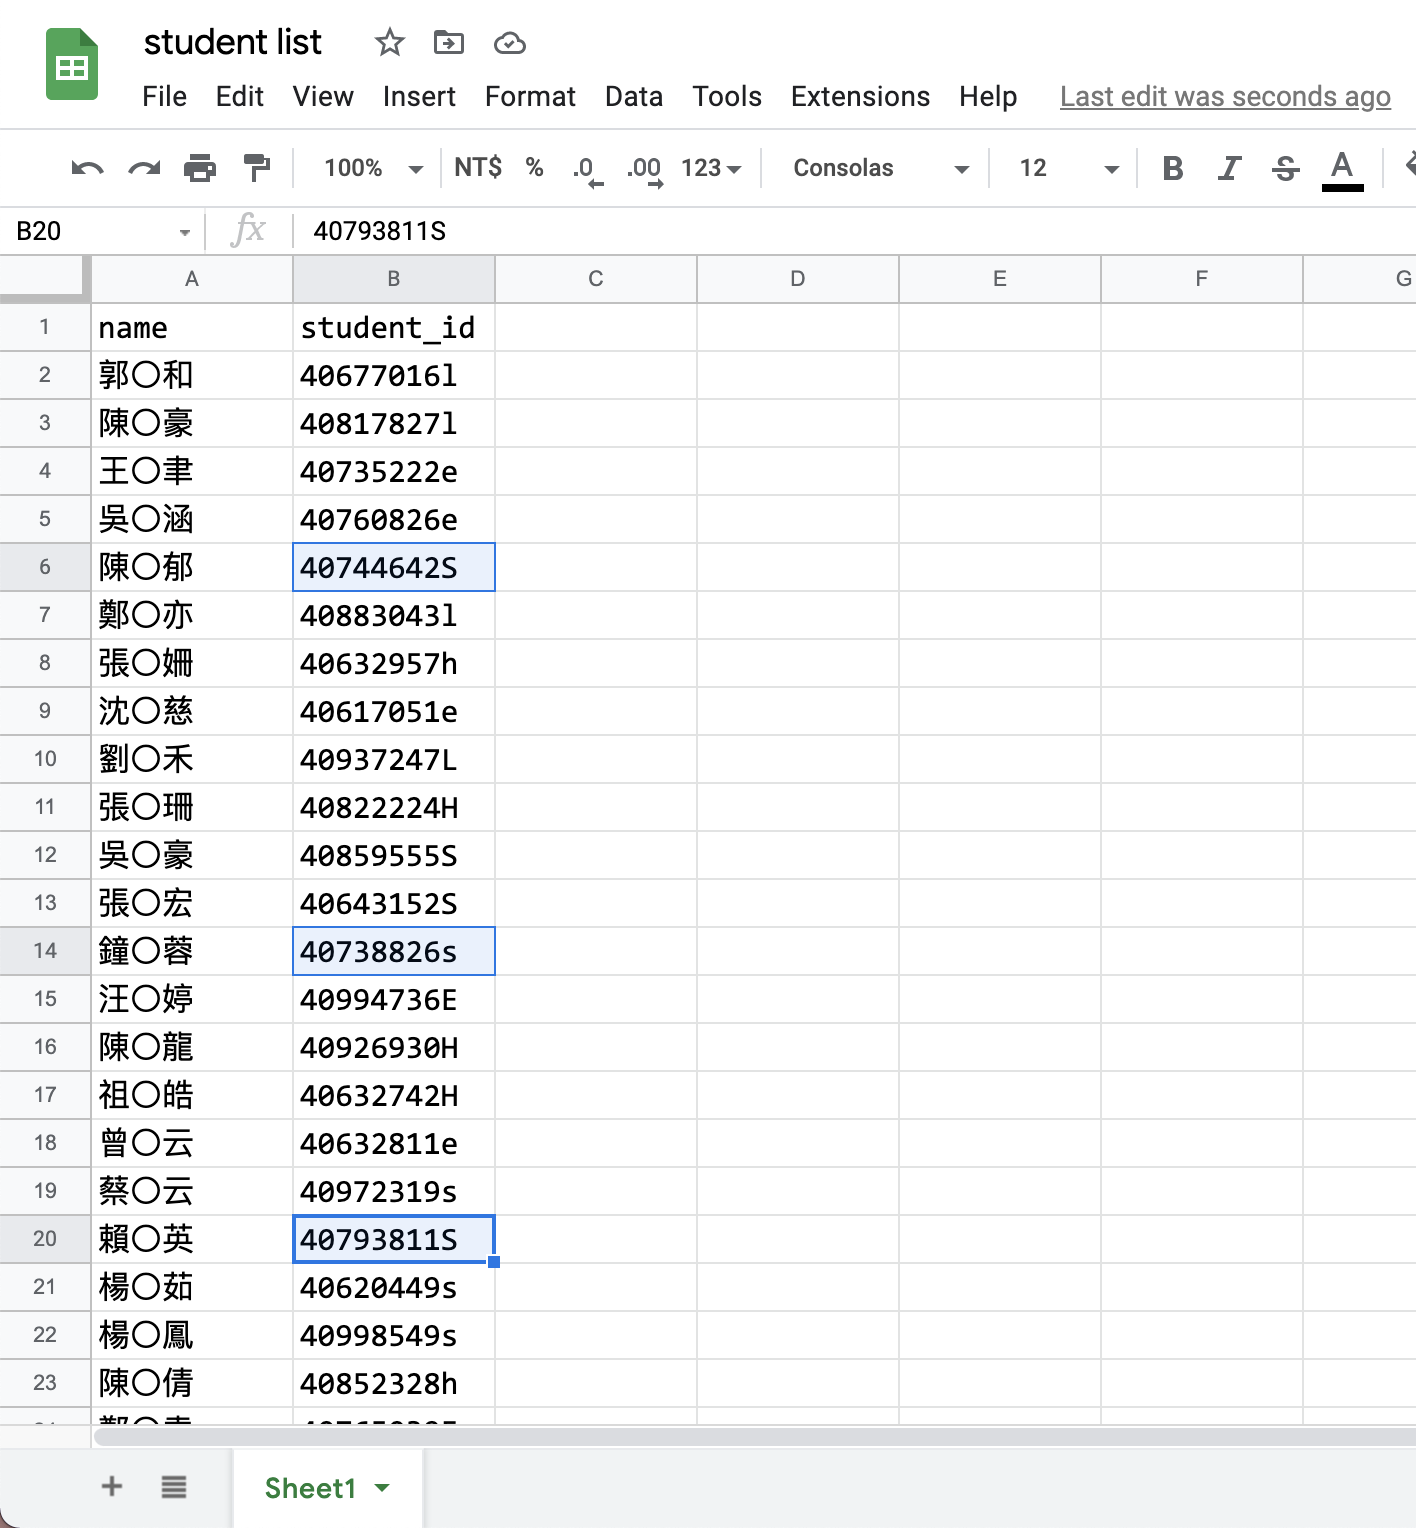 student list
File Edit View Insert Format Data Tools Extensions Help Last edit was seconds ago
100% NT$ % .0 .00 123 Consolas 12 B I S A
B20 fx 40793811S
A B C D E F G
1 name student_id
2 郭〇和 40677016l
3 陳〇豪 40817827l
4 王〇聿 40735222e
5 吳〇涵 40760826e
6 陳〇郁 40744642S
7 鄭〇亦 40883043l
8 張〇姍 40632957h
9 沈〇慈 40617051e
10 劉〇禾 40937247L
11 張〇珊 40822224H
12 吳〇豪 40859555S
13 張〇宏 40643152S
14 鐘〇蓉 40738826s
15 汪〇婷 40994736E
16 陳〇龍 40926930H
17 祖〇皓 40632742H
18 曾〇云 40632811e
19 蔡〇云 40972319s
20 賴〇英 40793811S
21 楊〇茹 40620449s
22 楊〇鳳 40998549s
23 陳〇倩 40852328h
Sheet1